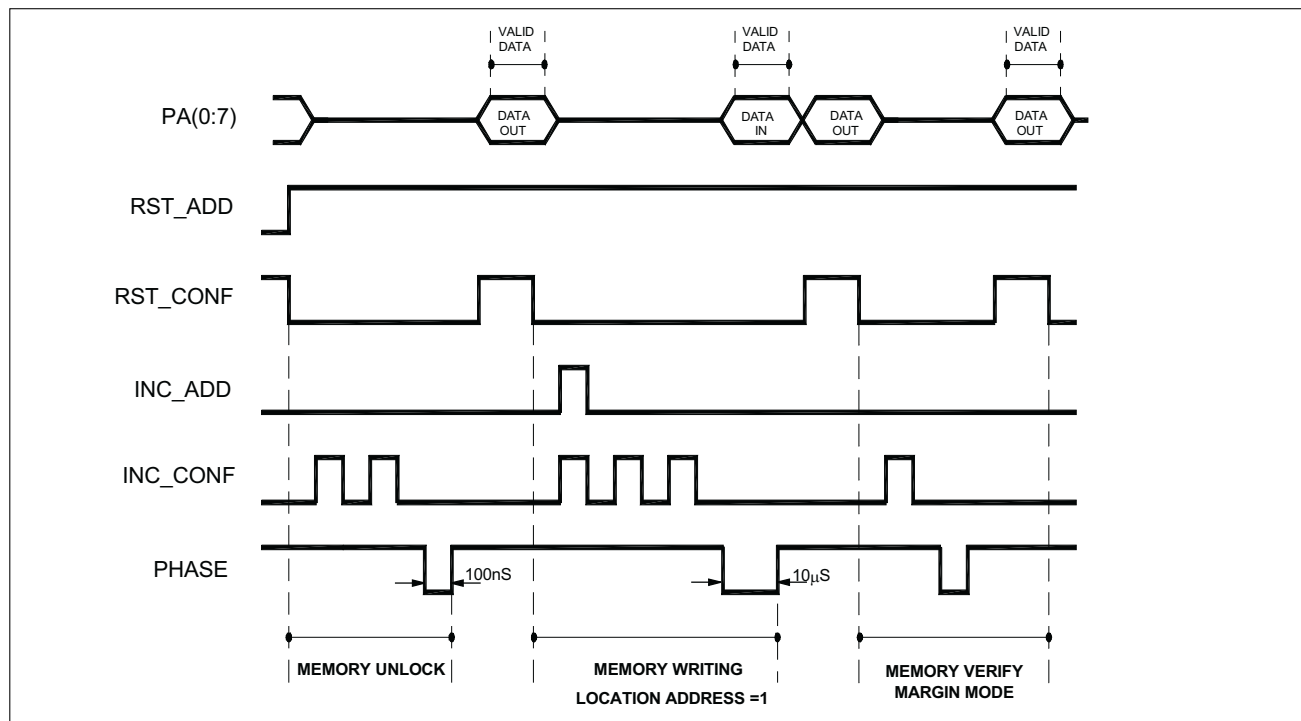 VALID
DATA
VALID
DATA
VALID
DATA
PA(0:7)
DATA
OUT
DATA
IN
DATA
OUT
DATA
OUT
RST_ADD
RST_CONF
INC_ADD
INC_CONF
PHASE
100nS
10µS
MEMORY UNLOCK
MEMORY WRITING
LOCATION ADDRESS =1
MEMORY VERIFY
MARGIN MODE